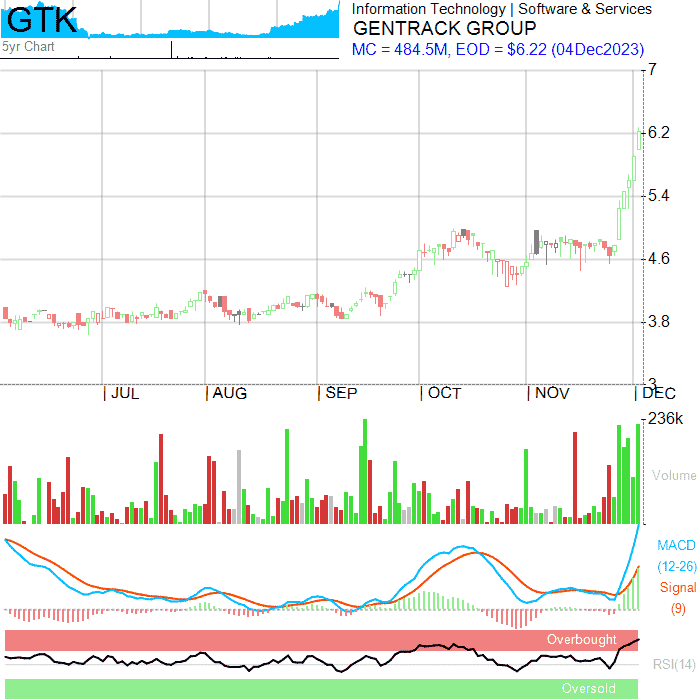 GTK
5yr Chart
Information Technology | Software & Services
GENTRACK GROUP
MC = 484.5M, EOD = $6.22 (04Dec2023)
7
6.2
5.4
4.6
3.8
3
JUL
AUG
SEP
OCT
NOV
DEC
236k
Volume
MACD
(12-26)
Signal
(9)
Overbought
RSI(14)
Oversold